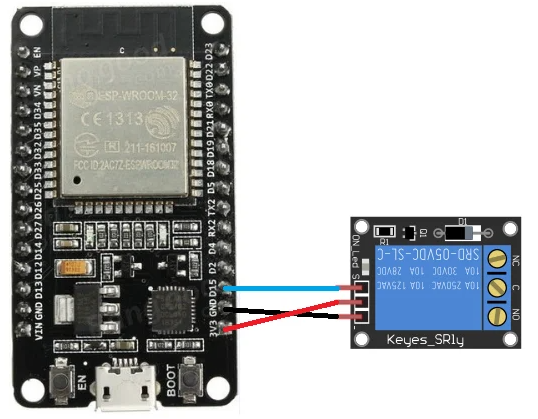 EN
VP
VN
D34
D35
D32
D33
D25
D26
D27
D14
D12
D13
GND
VIN
D23
D22
TX0
RX0
D21
D19
D18
D5
TX2
RX2
D4
D2
D15
GND
3V3
ESP-WROOM-32
CE1313
211-161007
FCC ID:2AC7Z-ESPWROOM32
EN
BOOT
R1
Q1
D1
ON_Led
S
SRD-05VDC-SL-C
10A 30VDC 10A 28VDC
10A 250VAC 10A 125VAC
NC
C
NO
Keyes_SR1y